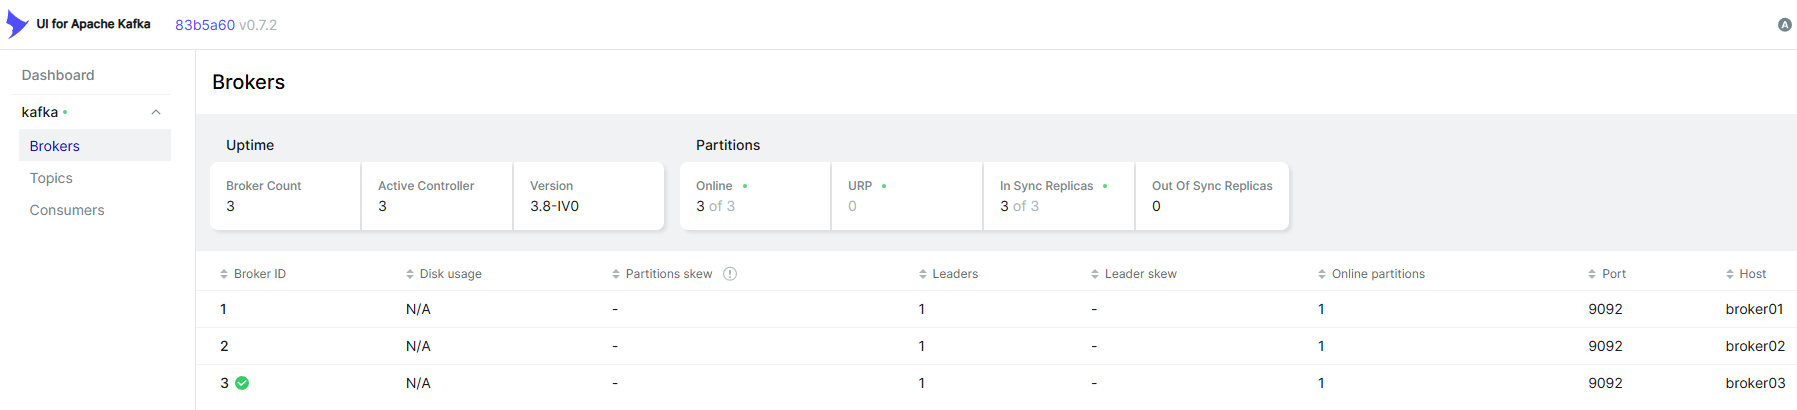 UI for Apache Kafka 83b5a60 v0.7.2 A
Dashboard
kafka
Brokers
Topics
Consumers
Brokers
Uptime
Broker Count Active Controller Version
3 3 3.8-IV0
Partitions
Online URP In Sync Replicas Out Of Sync Replicas
3 of 3 0 3 of 3 0
Broker ID Disk usage Partitions skew Leaders Leader skew Online partitions Port Host
1 N/A - 1 - 1 9092 broker01
2 N/A - 1 - 1 9092 broker02
3 N/A - 1 - 1 9092 broker03